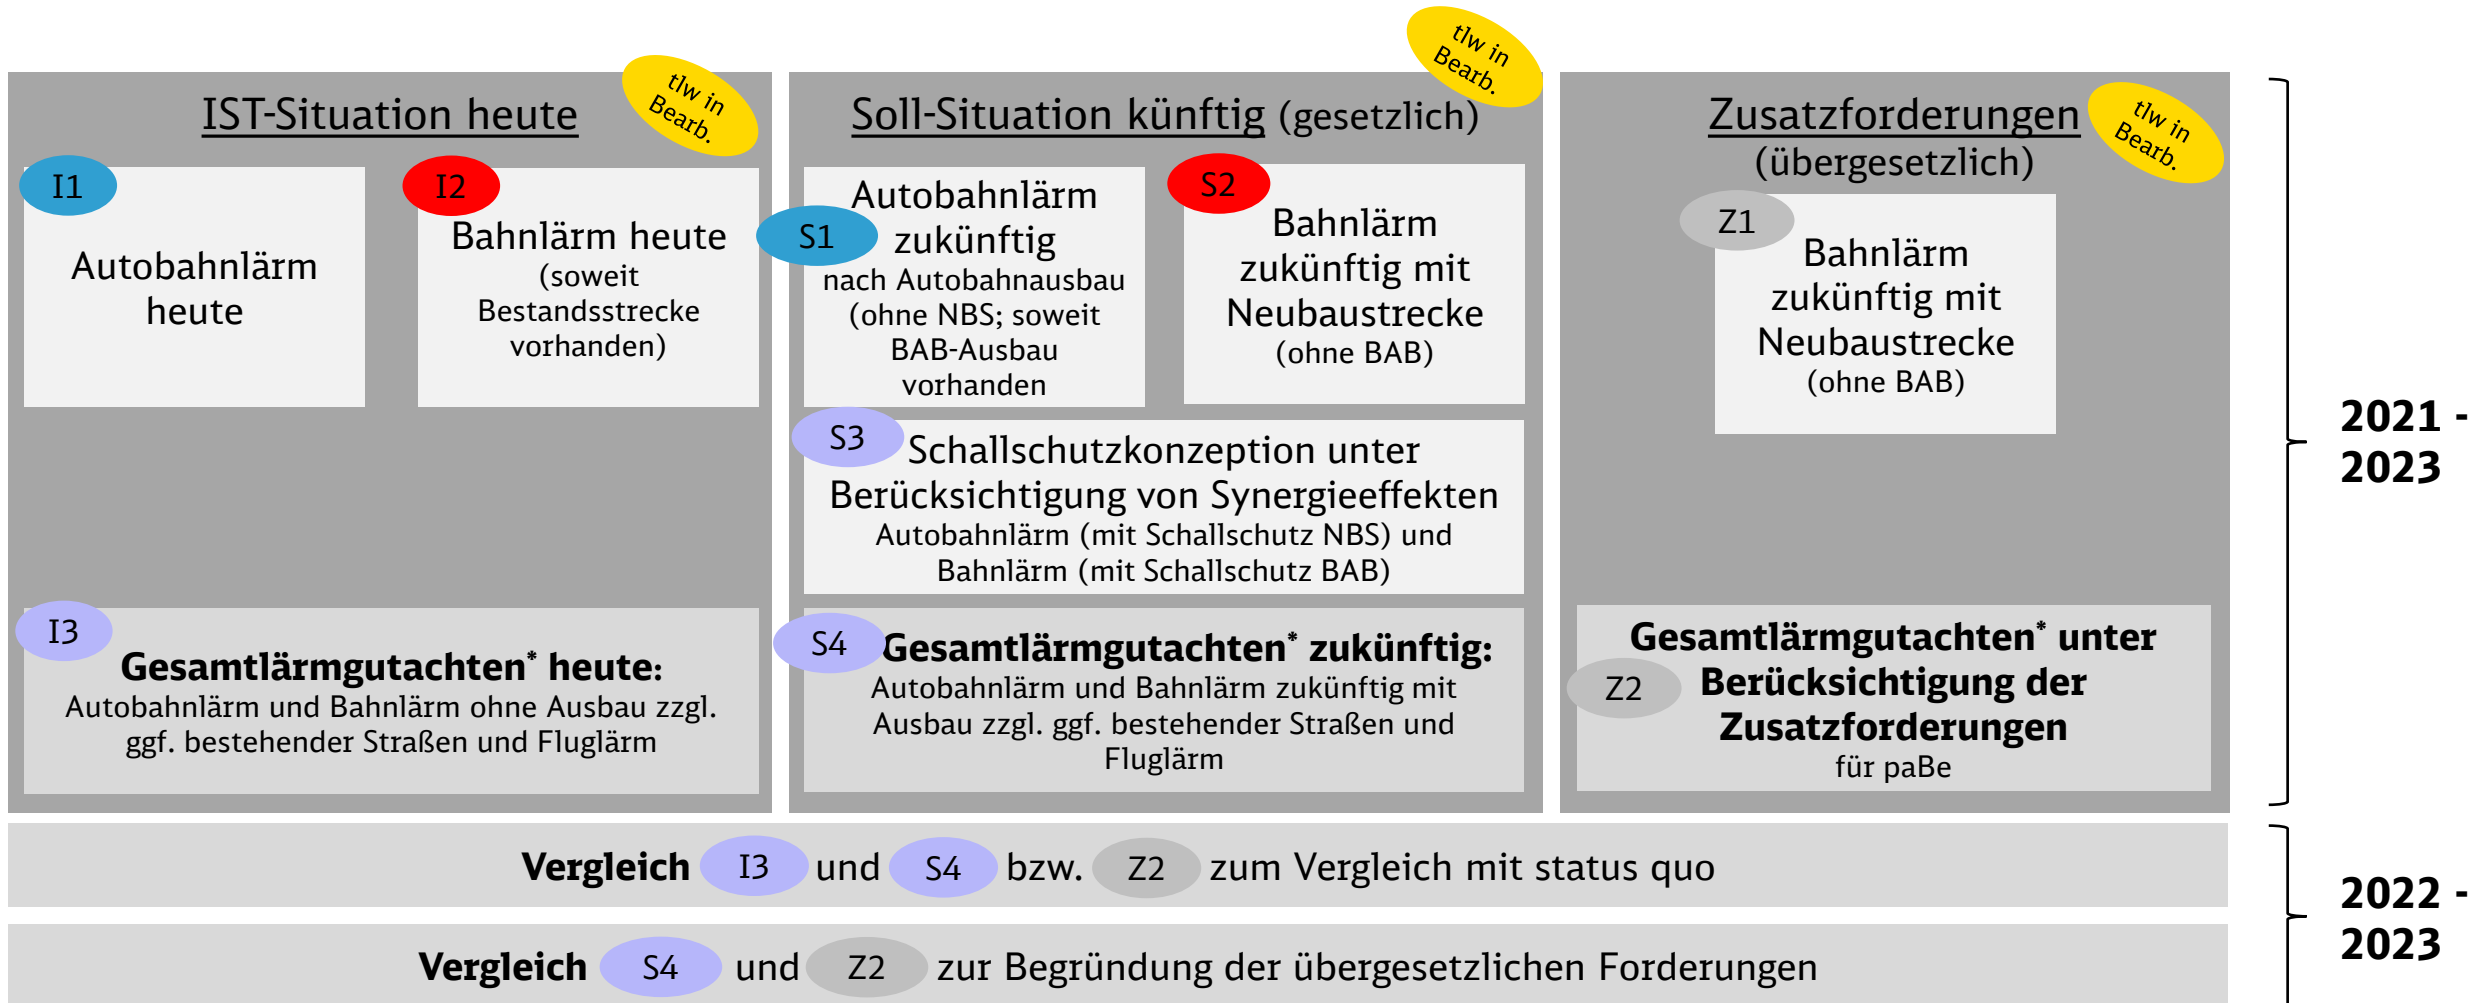 IST-Situation heute
tlw in
Bearb.
I1
Autobahnlärm
heute
I2
Bahnlärm heute
(soweit
Bestandsstrecke
vorhanden)
I3
Gesamtlärmgutachten* heute:
Autobahnlärm und Bahnlärm ohne Ausbau zzgl.
ggf. bestehender Straßen und Fluglärm
Soll-Situation künftig (gesetzlich)
tlw in
Bearb.
S1
Autobahnlärm
zukünftig
nach Autobahnausbau
(ohne NBS; soweit
BAB-Ausbau
vorhanden
S2
Bahnlärm
zukünftig mit
Neubaustrecke
(ohne BAB)
S3
Schallschutzkonzeption unter
Berücksichtigung von Synergieeffekten
Autobahnlärm (mit Schallschutz NBS) und
Bahnlärm (mit Schallschutz BAB)
S4
Gesamtlärmgutachten* zukünftig:
Autobahnlärm und Bahnlärm zukünftig mit
Ausbau zzgl. ggf. bestehender Straßen und
Fluglärm
Zusatzforderungen
(übergesetzlich)
tlw in
Bearb.
Z1
Bahnlärm
zukünftig mit
Neubaustrecke
(ohne BAB)
Z2
Gesamtlärmgutachten* unter
Berücksichtigung der
Zusatzforderungen
für paBe
2021 -
2023
Vergleich I3 und S4 bzw. Z2 zum Vergleich mit status quo
Vergleich S4 und Z2 zur Begründung der übergesetzlichen Forderungen
2022 -
2023